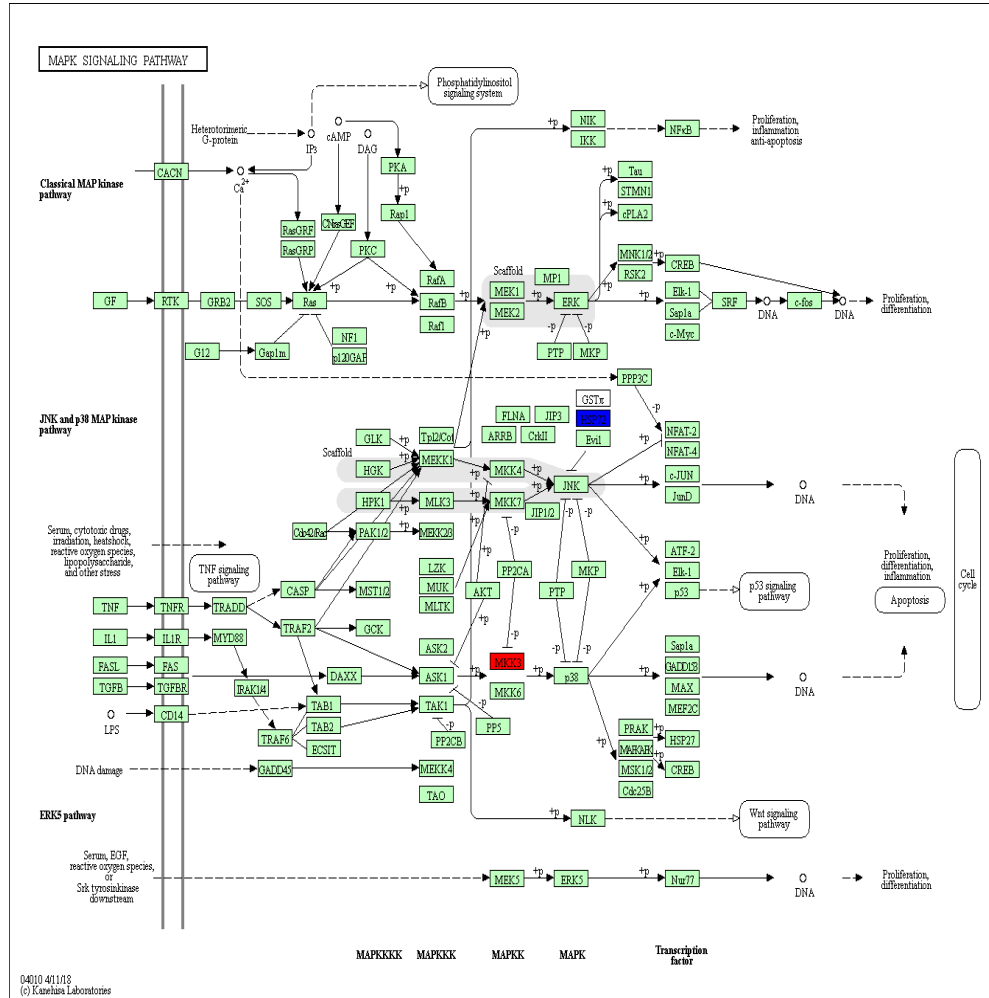 MAPK SIGNALING PATHWAY
Phosphatidylinositol
signaling system
Heterotorimeric
G-protein
IP3
cAMP
DAG
+p
NIK
IKK
NFκB
Proliferation,
inflammation
anti-apoptosis
CACN
Ca2+
PKA
+p
Classical MAP kinase
pathway
RasGRF
RasGRP
CNasGEF
PKC
Rap1
+p
Tau
STMN1
+p
cPLA2
+p
MNK1/2
RSK2
+p
CREB
GF
RTK
GRB2
SOS
Ras
+p
+p
RafA
RafB
Raf1
+p
Scaffold
MP1
MEK1
MEK2
+p
ERK
+p
Elk-1
Sap1a
c-Myc
SRF
DNA
c-fos
DNA
Proliferation,
differentiation
G12
Gap1m
NF1
p120GAP
+p
-p
-p
PTP
MKP
PPP3C
-p
JNK and p38 MAP kinase
pathway
GSTπ
FLNA
JIP3
ARRB
CrkII
Evi1
NFAT-2
NFAT-4
GLK
HGK
HPK1
Scaffold
+p
+p
+p
Tpl2/Cot
MEKK1
MLK3
MEKK2/3
+p
+p
+p
+p
MKK4
MKK7
+p
+p
JNK
JIP1/2
+p
c-JUN
JunD
DNA
Cdc42/Rac
PAK1/2
+p
Serum, cytotoxic drugs,
irradiation, heatshock,
reactive oxygen species,
lipopolysaccharide,
and other stress
TNF signaling
pathway
CASP
MST1/2
LZK
MUK
MLTK
AKT
PP2CA
PTP
MKP
+p
ATF-2
Elk-1
p53
p53 signaling
pathway
Proliferation,
differentiation,
inflammation
Apoptosis
Cell
cycle
TNF
TNFR
TRADD
TRAF2
GCK
+p
-p
-p
-p
+p
IL1
IL1R
MYD88
ASK2
MKK3
FASL
FAS
DAXX
ASK1
+p
MKK6
+p
p38
+p
Sap1a
GADD153
MAX
MEF2C
DNA
TGFB
TGFBR
IRAK1/4
LPS
CD14
TAB1
TAB2
ECSIT
TRAF6
TAK1
-p
-p
PP2CB
PP5
+p
PRAK
MAPKAPK
MSK1/2
Cdc25B
+p
+p
HSP27
CREB
DNA damage
GADD45
MEKK4
TAO
ERK5 pathway
+p
NLK
Wnt signaling
pathway
Serum, EGF,
reactive oxygen species,
or
Srk tyrosinkinase
downstream
MEK5
+p
ERK5
+p
Nur77
DNA
Proliferation,
differentiation
MAPKKKK
MAPKKK
MAPKK
MAPK
Transcription
factor
04010 4/11/18
(c) Kanehisa Laboratories